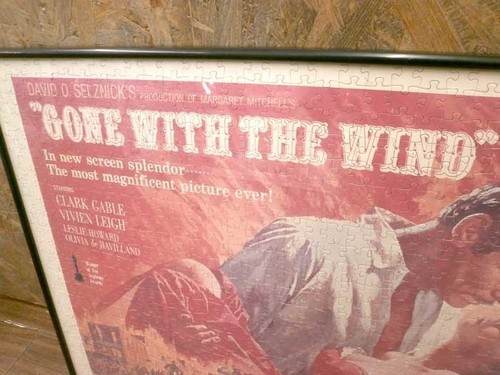 DAVID O. SELZNICK'S PRODUCTION OF MARGARET MITCHELL'S
"GONE WITH THE WIND"
In new screen splendor......
The most magnificent picture ever!
STARRING
CLARK GABLE
VIVIEN LEIGH
LESLIE HOWARD
OLIVIA de HAVILLAND